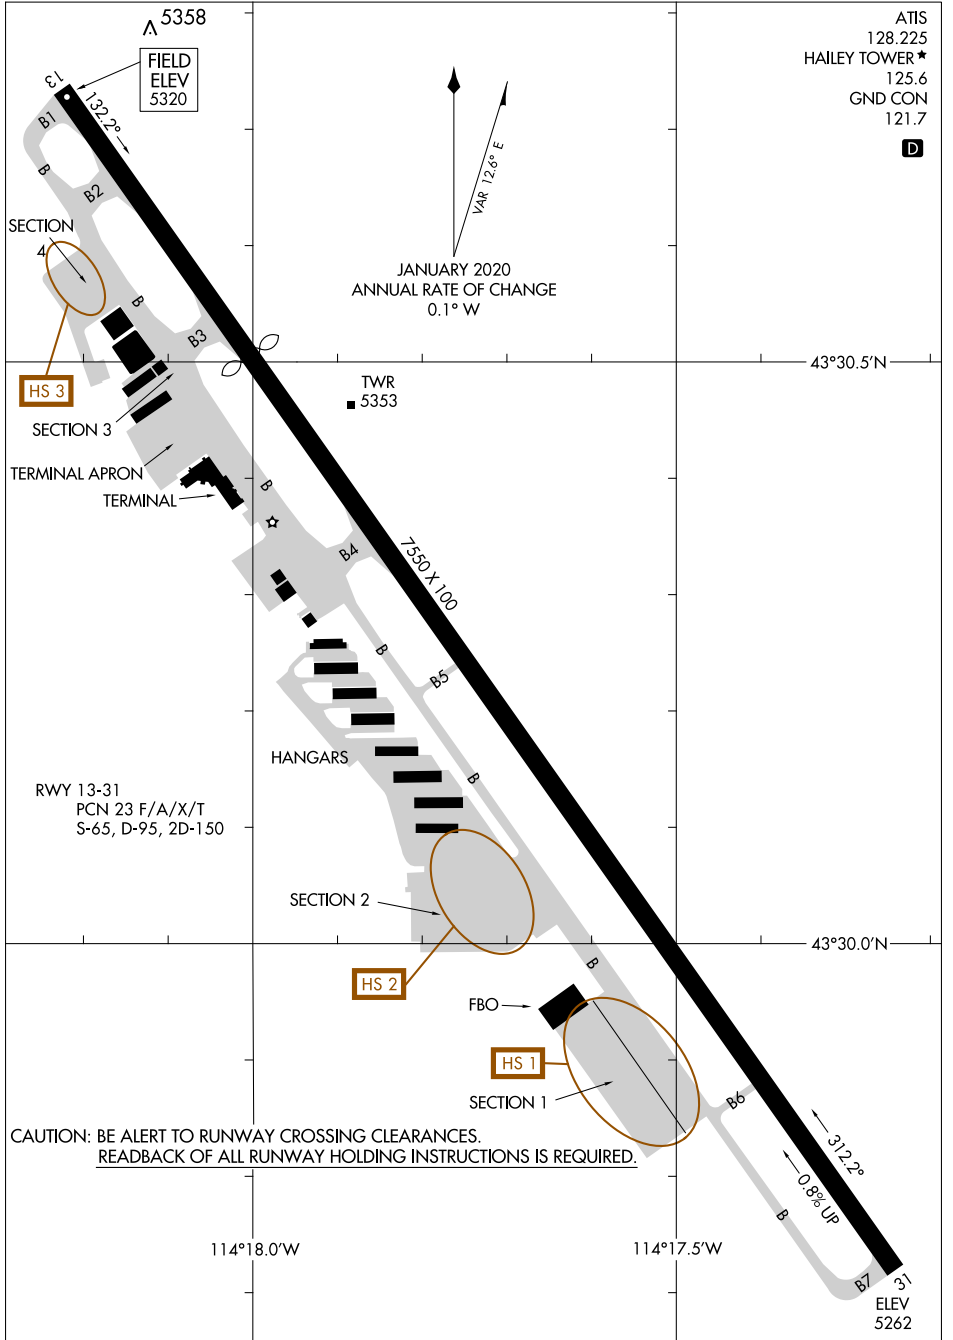 5358
ATIS
128.225
HAILEY TOWER
125.6
GND CON
121.7
D
FIELD
ELEV
5320
13
132.2°
B1
B
B2
VAR 12.6° E
JANUARY 2020
ANNUAL RATE OF CHANGE
0.1° W
SECTION
4
B
B3
43°30.5'N
HS 3
TWR
5353
SECTION 3
TERMINAL APRON
TERMINAL
B
B4
7550 X 100
B
B5
HANGARS
B
RWY 13-31
PCN 23 F/A/X/T
S-65, D-95, 2D-150
SECTION 2
43°30.0'N
B
HS 2
FBO
HS 1
SECTION 1
B6
CAUTION: BE ALERT TO RUNWAY CROSSING CLEARANCES.
READBACK OF ALL RUNWAY HOLDING INSTRUCTIONS IS REQUIRED.
312.2°
0.8% UP
B
114°18.0'W
114°17.5'W
B7
31
ELEV
5262